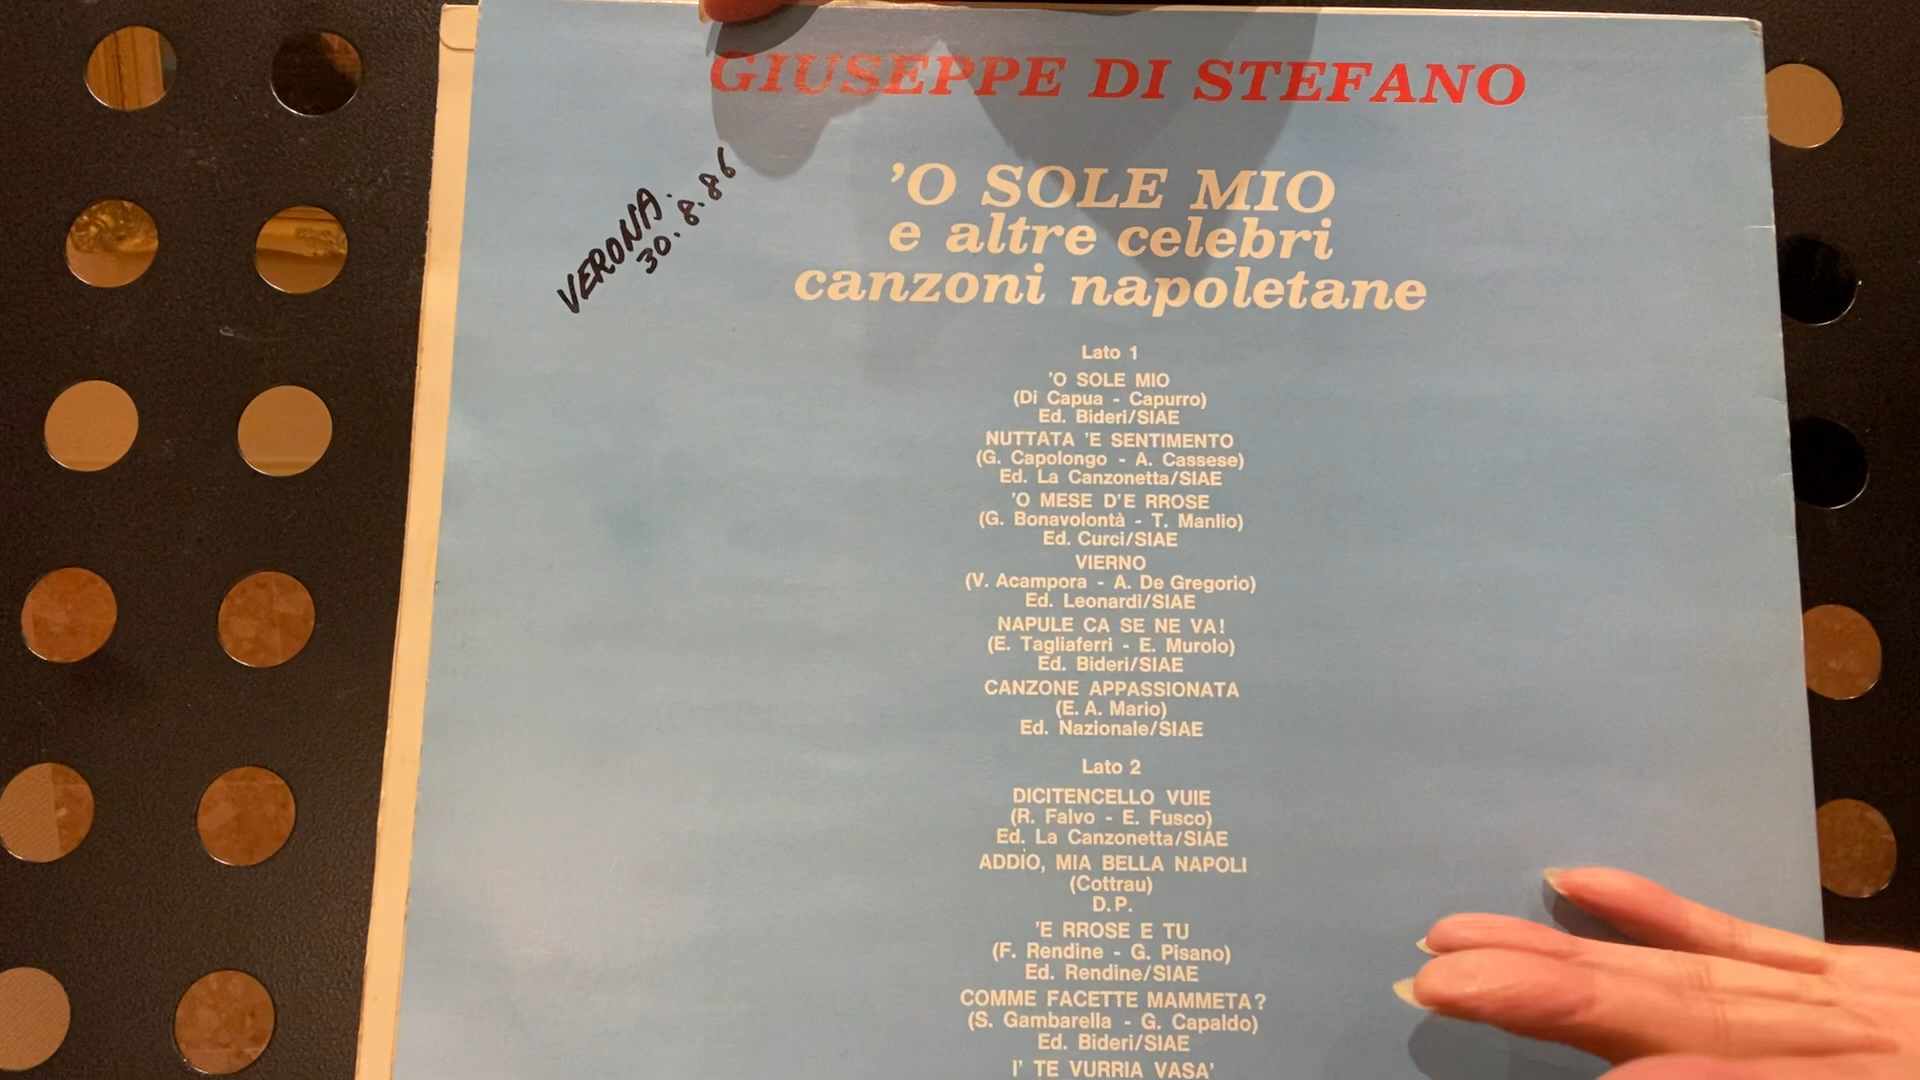 GIUSEPPE DI STEFANO
VERONA.
30.8.86
'O SOLE MIO
e altre celebri
canzoni napoletane
Lato 1
'O SOLE MIO
(Di Capua - Capurro)
Ed. Bideri/SIAE
NUTTATA 'E SENTIMENTO
(G. Capolongo - A. Cassese)
Ed. La Canzonetta/SIAE
'O MESE D'E RROSE
(G. Bonavolontà - T. Manlio)
Ed. Curci/SIAE
VIERNO
(V. Acampora - A. De Gregorio)
Ed. Leonardi/SIAE
NAPULE CA SE NE VA!
(E. Tagliaferri - E. Murolo)
Ed. Bideri/SIAE
CANZONE APPASSIONATA
(E. A. Mario)
Ed. Nazionale/SIAE
Lato 2
DICITENCELLO VUIE
(R. Falvo - E. Fusco)
Ed. La Canzonetta/SIAE
ADDÌO, MIA BELLA NAPOLI
(Cottrau)
D.P.
'E RROSE E TU
(F. Rendine - G. Pisano)
Ed. Rendine/SIAE
COMME FACETTE MAMMETA?
(S. Gambarella - G. Capaldo)
Ed. Bideri/SIAE
I' TE VURRIA VASA'